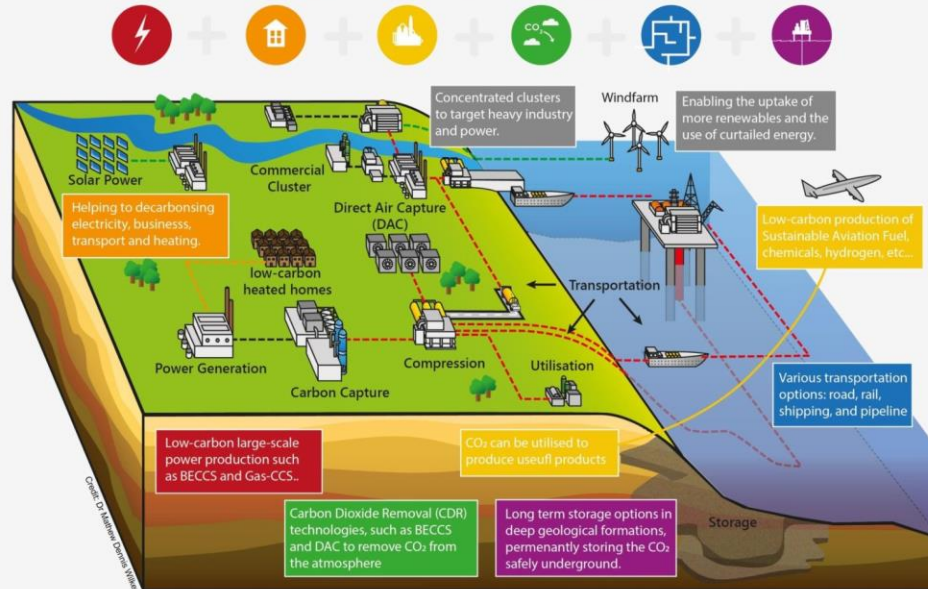 CO₂
Concentrated clusters
to target heavy industry
and power.
Windfarm
Enabling the uptake of
more renewables and the
use of curtailed energy.
Solar Power
Commercial
Cluster
Direct Air Capture
(DAC)
Helping to decarbonsing
electricity, businesss,
transport and heating.
Low-carbon production of
Sustainable Aviation Fuel,
chemicals, hydrogen, etc...
low-carbon
heated homes
Transportation
Power Generation
Carbon Capture
Compression
Utilisation
Various transportation
options: road, rail,
shipping, and pipeline
Low-carbon large-scale
power production such
as BECCS and Gas-CCS..
CO₂ can be utilised to
produce useufl products
Carbon Dioxide Removal (CDR)
technologies, such as BECCS
and DAC to remove CO₂ from
the atmosphere
Long term storage options in
deep geological formations,
permenantly storing the CO₂
safely underground.
Storage
Credit: Dr Mathew Dennis